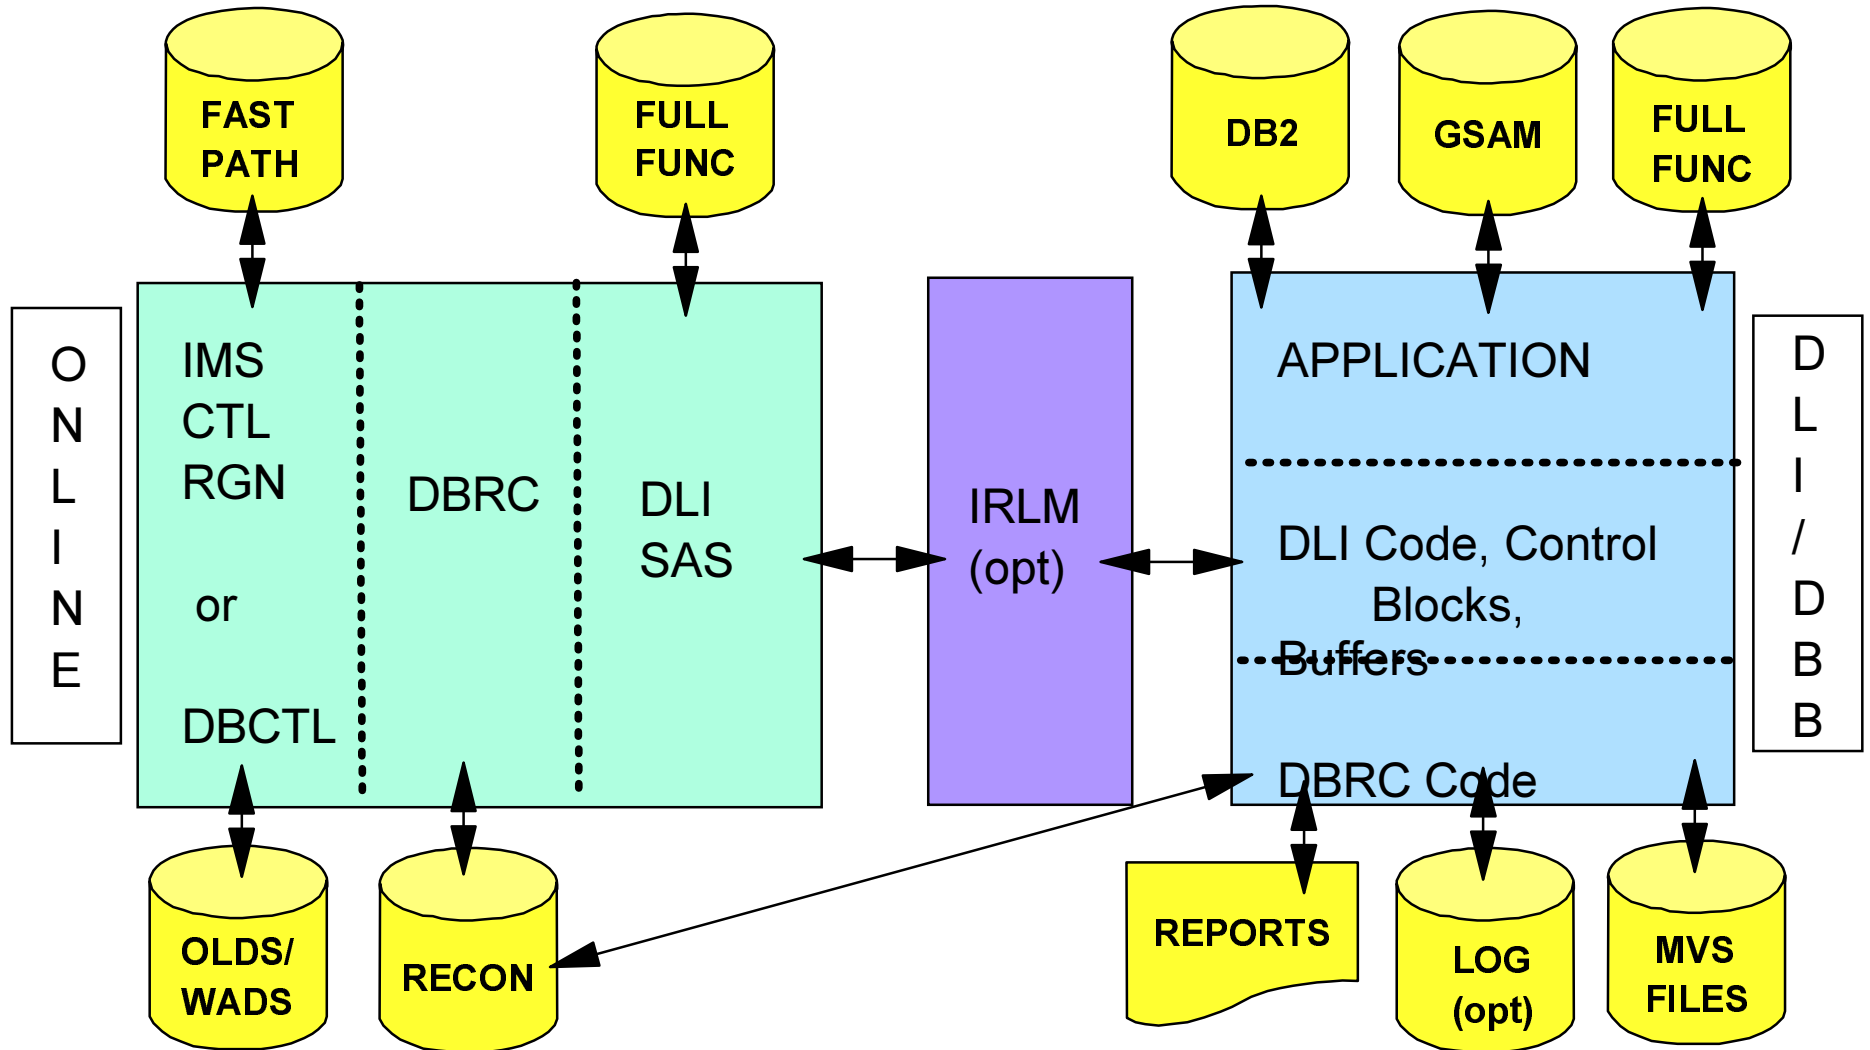 FAST
PATH
FULL
FUNC
DB2
GSAM
FULL
FUNC
O
N
L
I
N
E
IMS
CTL
RGN
or
DBCTL
DBRC
DLI
SAS
IRLM
(opt)
APPLICATION
DLI Code, Control
Blocks,
Buffers
DBRC Code
D
L
I
/
D
B
B
OLDS/
WADS
RECON
REPORTS
LOG
(opt)
MVS
FILES